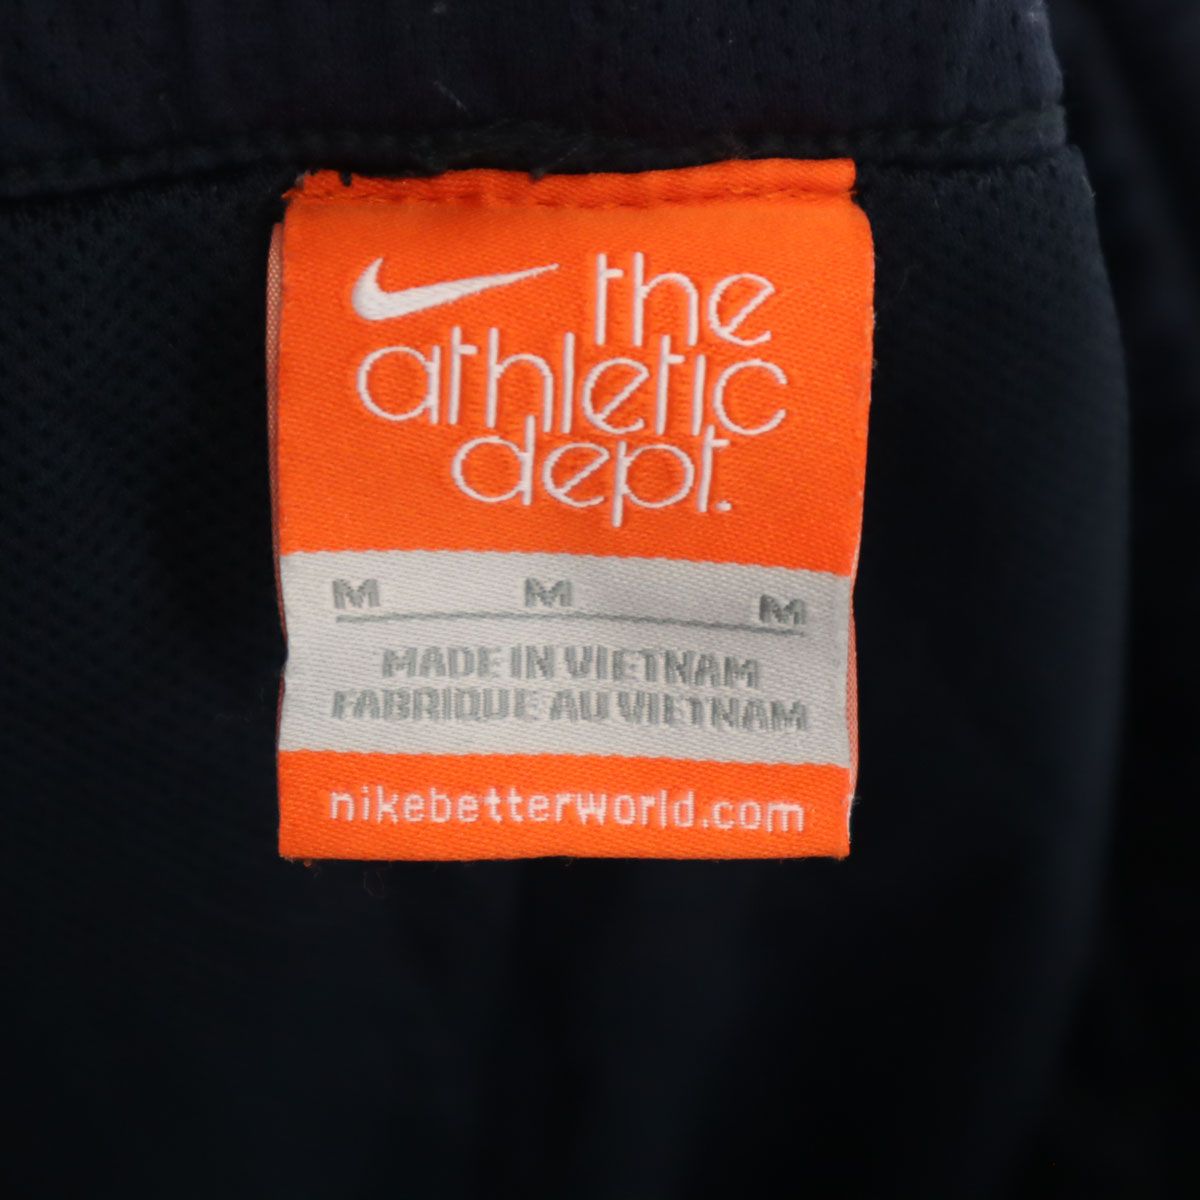 the
athletic
dept.
M M M
MADE IN VIETNAM
FABRIQUE AU VIETNAM
nikebetterworld.com